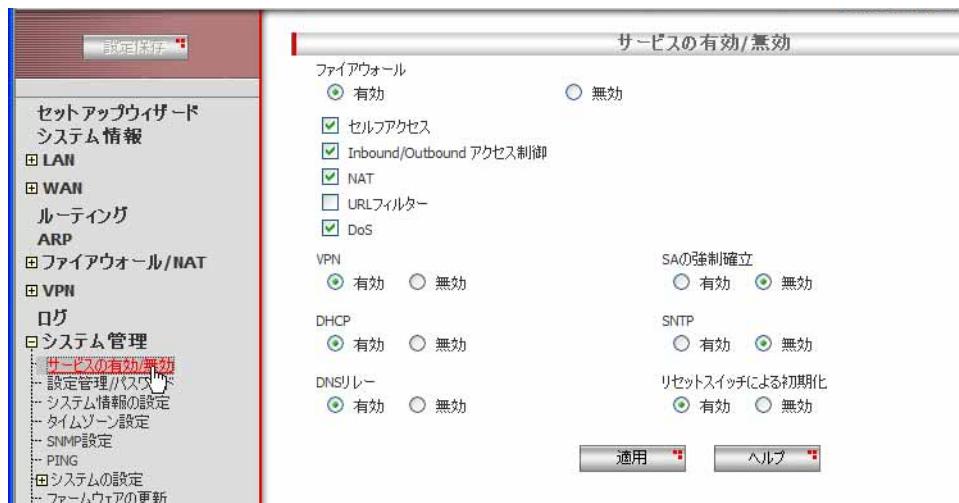 設定保存
セットアップウィザード
システム情報
LAN
WAN
ルーティング
ARP
ファイアウォール/NAT
VPN
ログ
システム管理
サービスの有効/無効
設定管理/パスワード
システム情報の設定
タイムゾーン設定
SNMP設定
PING
システムの設定
ファームウェアの更新
サービスの有効/無効
ファイアウォール
有効 無効
セルフアクセス
Inbound/Outbound アクセス制御
NAT
URLフィルター
DoS
VPN SAの強制確立
有効 無効 有効 無効
DHCP SNTP
有効 無効 有効 無効
DNSリレー リセットスイッチによる初期化
有効 無効 有効 無効
適用 ヘルプ